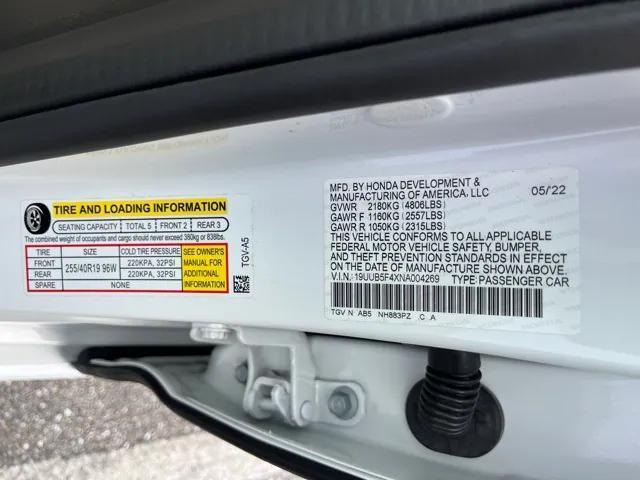 TIRE AND LOADING INFORMATION
SEATING CAPACITY TOTAL 5 FRONT 2 REAR 3
The combined weight of occupants and cargo should never exceed 380kg or 838lbs.
TIRE SIZE COLD TIRE PRESSURE
FRONT 255/40R19 96W 220KPA, 32PSI
REAR 220KPA, 32PSI
SPARE NONE
SEE OWNER'S
MANUAL FOR
ADDITIONAL
INFORMATION
TGV-A5
MFD. BY HONDA DEVELOPMENT &
MANUFACTURING OF AMERICA, LLC 05/22
GVWR 2180KG (4806LBS)
GAWR F 1160KG (2557LBS)
GAWR R 1050KG (2315LBS)
THIS VEHICLE CONFORMS TO ALL APPLICABLE
FEDERAL MOTOR VEHICLE SAFETY, BUMPER,
AND THEFT PREVENTION STANDARDS IN EFFECT
ON THE DATE OF MANUFACTURE SHOWN ABOVE.
V.I.N.: 19UUB5F4XNA004269 TYPE: PASSENGER CAR
TGV N AB5 NH883PZ C A